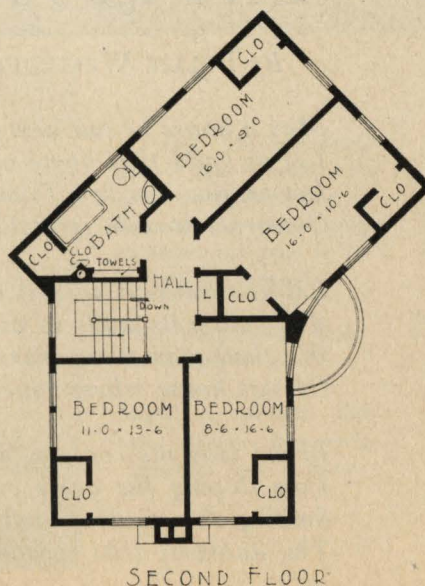 CLO
BEDROOM
16-0 × 9-0
BEDROOM
16-0 × 10-6
CLO
BATH
CLO
CLO
TOWELS
HALL
DOWN
L
CLO
BEDROOM
11-0 × 13-6
BEDROOM
8-6 × 16-6
CLO
CLO
SECOND FLOOR